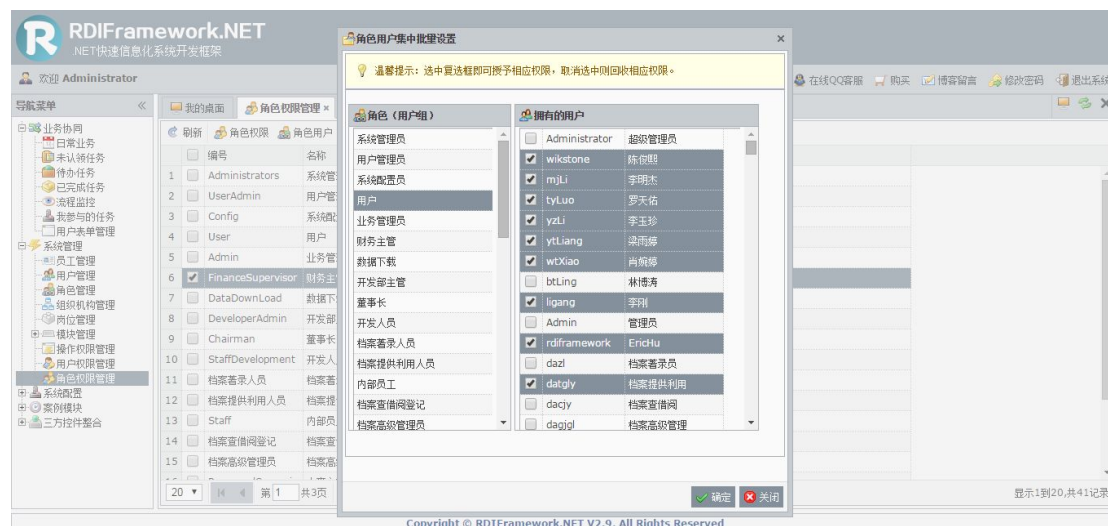 RDIFramework.NET
.NET快速信息化系统开发框架
欢迎 Administrator
在线QQ客服 购买 博客留言 修改密码 退出系统
导航菜单
业务协同
日常业务
未认领任务
待办任务
已完成任务
流程监控
我参与的任务
用户表单管理
系统管理
员工管理
用户管理
角色管理
组织机构管理
岗位管理
模块管理
操作权限管理
用户权限管理
角色权限管理
系统配置
案例模块
三方控件整合
我的桌面 角色权限管理
刷新 角色权限 角色用户
编号 名称
1 Administrators 系统管
2 UserAdmin 用户管
3 Config 系统配
4 User 用户
5 Admin 业务管
6 FinanceSupervisor 财务主
7 DataDownLoad 数据下
8 DeveloperAdmin 开发部
9 Chairman 董事长
10 StaffDevelopment 开发人
11 档案著录人员 档案著
12 档案提供利用人员 档案提
13 Staff 内部员
14 档案查借阅登记 档案查
15 档案高级管理员 档案高
20 第 1 共3页
显示1到20,共41记录
角色用户集中批量设置
温馨提示：选中复选框即可授予相应权限，取消选中则回收相应权限。
角色（用户组）
系统管理员
用户管理员
系统配置员
用户
业务管理员
财务主管
数据下载
开发部主管
董事长
开发人员
档案著录人员
档案提供利用人员
内部员工
档案查借阅登记
档案高级管理员
拥有的用户
Administrator 超级管理员
wikstone 陈俊熙
mjLi 李明杰
tyLuo 罗天佑
yzLi 李玉珍
ytLiang 梁雨婷
wtXiao 肖婉婷
btLing 林博涛
ligang 李刚
Admin 管理员
rdiframework EricHu
dazl 档案著录员
datgly 档案提供利用
dacjy 档案查借阅
dagjgl 档案高级管理
确定 关闭
Copyright © RDIFramework.NET V2.9. All Rights Reserved